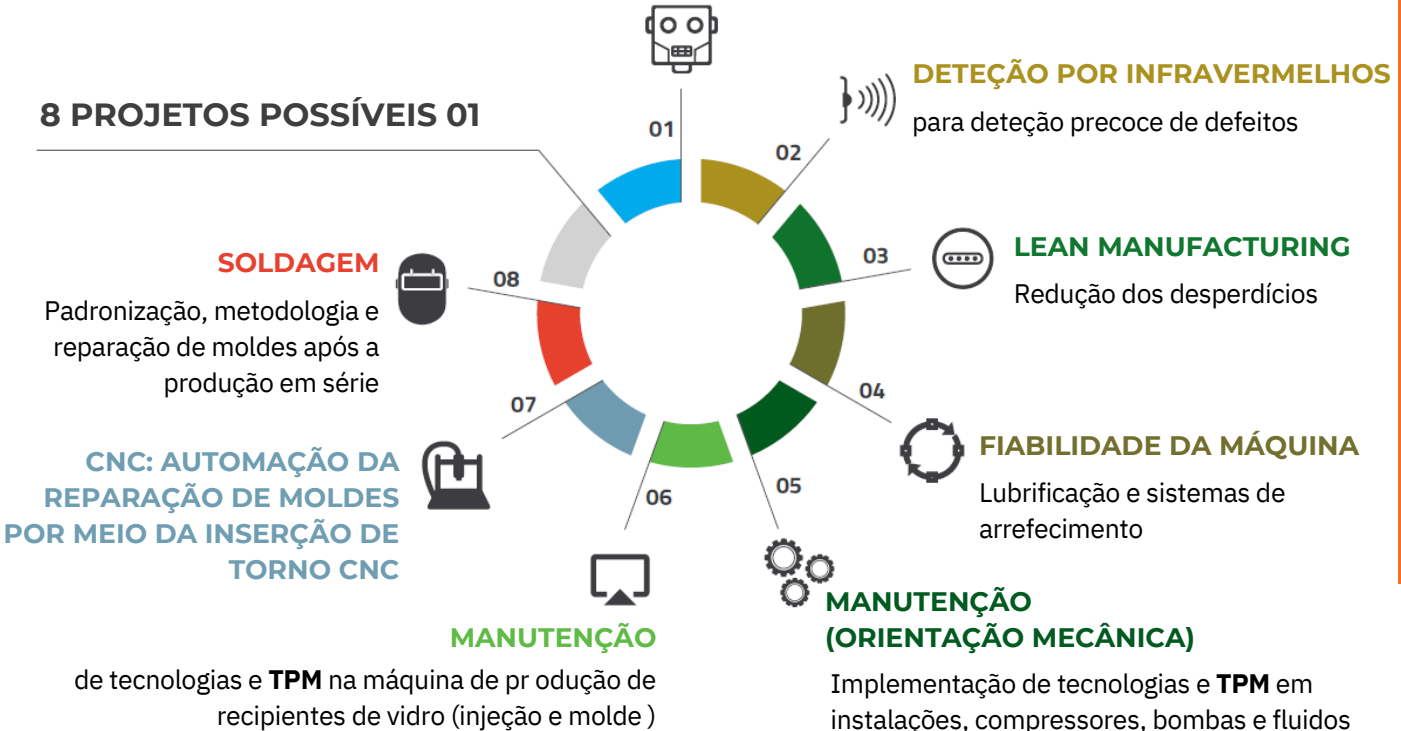 8 PROJETOS POSSÍVEIS 01
01
02
DETEÇÃO POR INFRAVERMELHOS
para deteção precoce de defeitos
03
LEAN MANUFACTURING
Redução dos desperdícios
04
FIABILIDADE DA MÁQUINA
Lubrificação e sistemas de
arrefecimento
05
MANUTENÇÃO
(ORIENTAÇÃO MECÂNICA)
Implementação de tecnologias e TPM em
instalações, compressores, bombas e fluidos
06
MANUTENÇÃO
de tecnologias e TPM na máquina de pr odução de
recipientes de vidro (injeção e molde )
07
CNC: AUTOMAÇÃO DA
REPARAÇÃO DE MOLDES
POR MEIO DA INSERÇÃO DE
TORNO CNC
08
SOLDAGEM
Padronização, metodologia e
reparação de moldes após a
produção em série